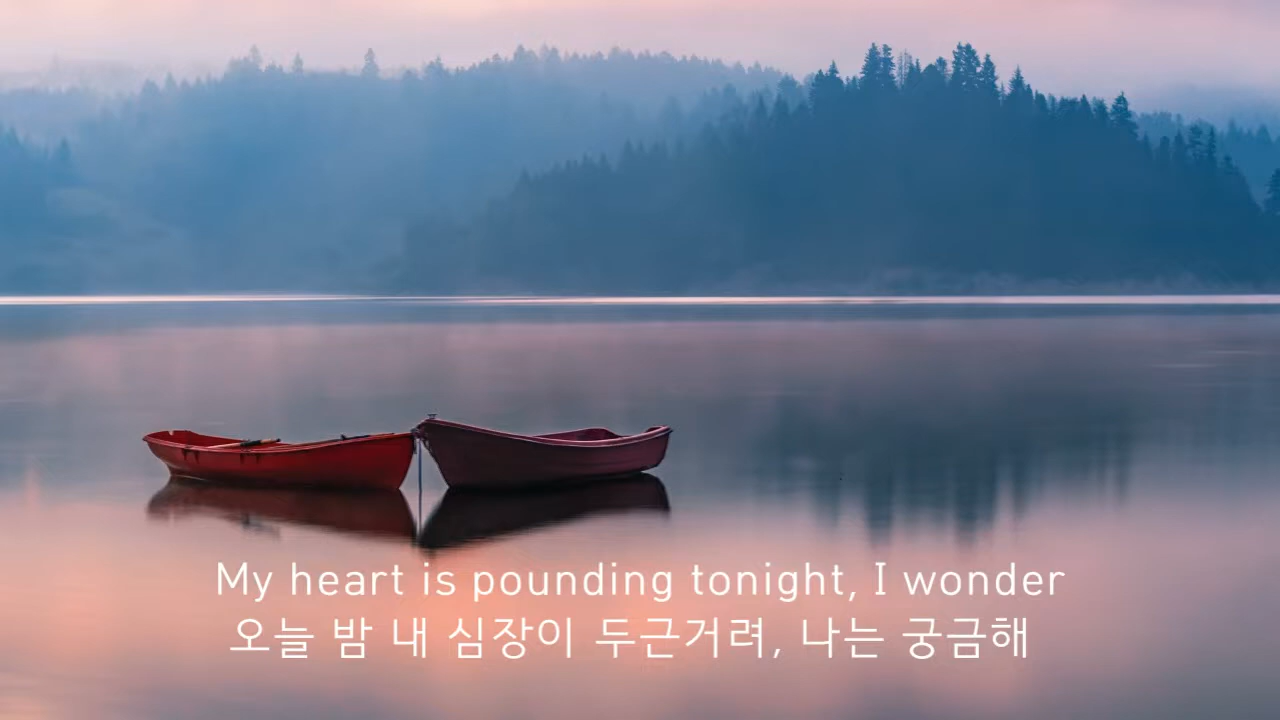 My heart is pounding tonight, I wonder
오늘 밤 내 심장이 두근거려, 나는 궁금해